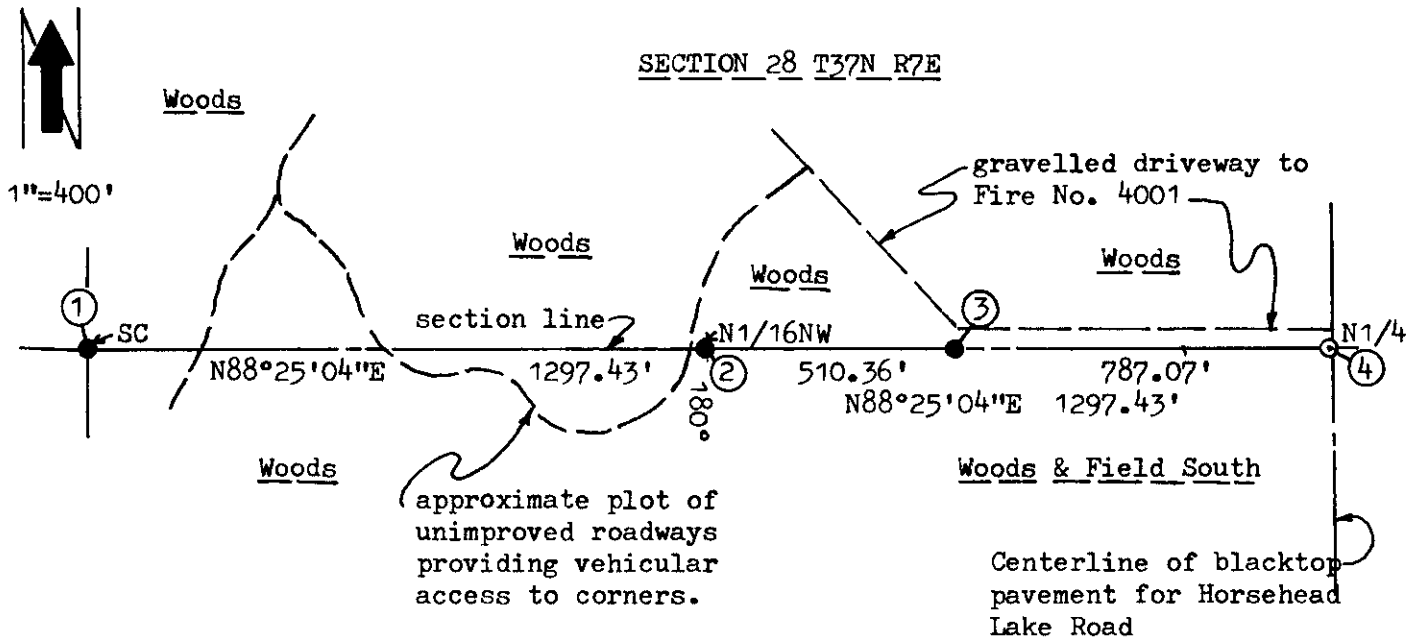 SECTION 28 T37N R7E
Woods
1"=400'
gravelled driveway to
Fire No. 4001
Woods
Woods
Woods
1
SC
section line
N1/16NW
2
3
N1/4
4
N88°25'04"E
1297.43'
510.36'
787.07'
N88°25'04"E 1297.43'
180°
Woods
Woods & Field South
approximate plot of
unimproved roadways
providing vehicular
access to corners.
Centerline of blacktop
pavement for Horsehead
Lake Road